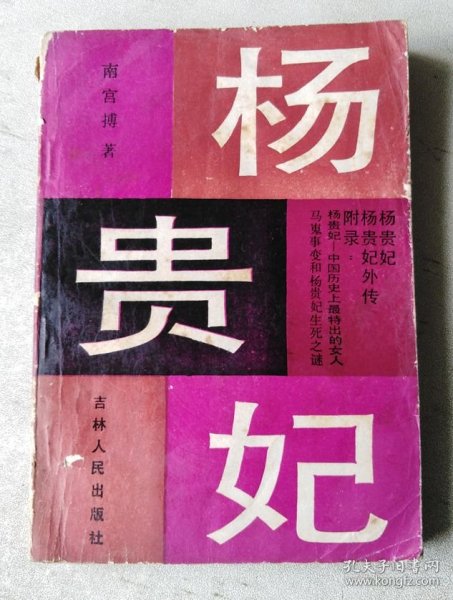 杨
贵
妃
南宫搏 著
杨贵妃
杨贵妃外传
附录：
杨贵妃—中国历史上最特出的女人
马嵬事变和杨贵妃生死之谜
吉林人民出版社
孔夫子旧书网
www.kongfz.com